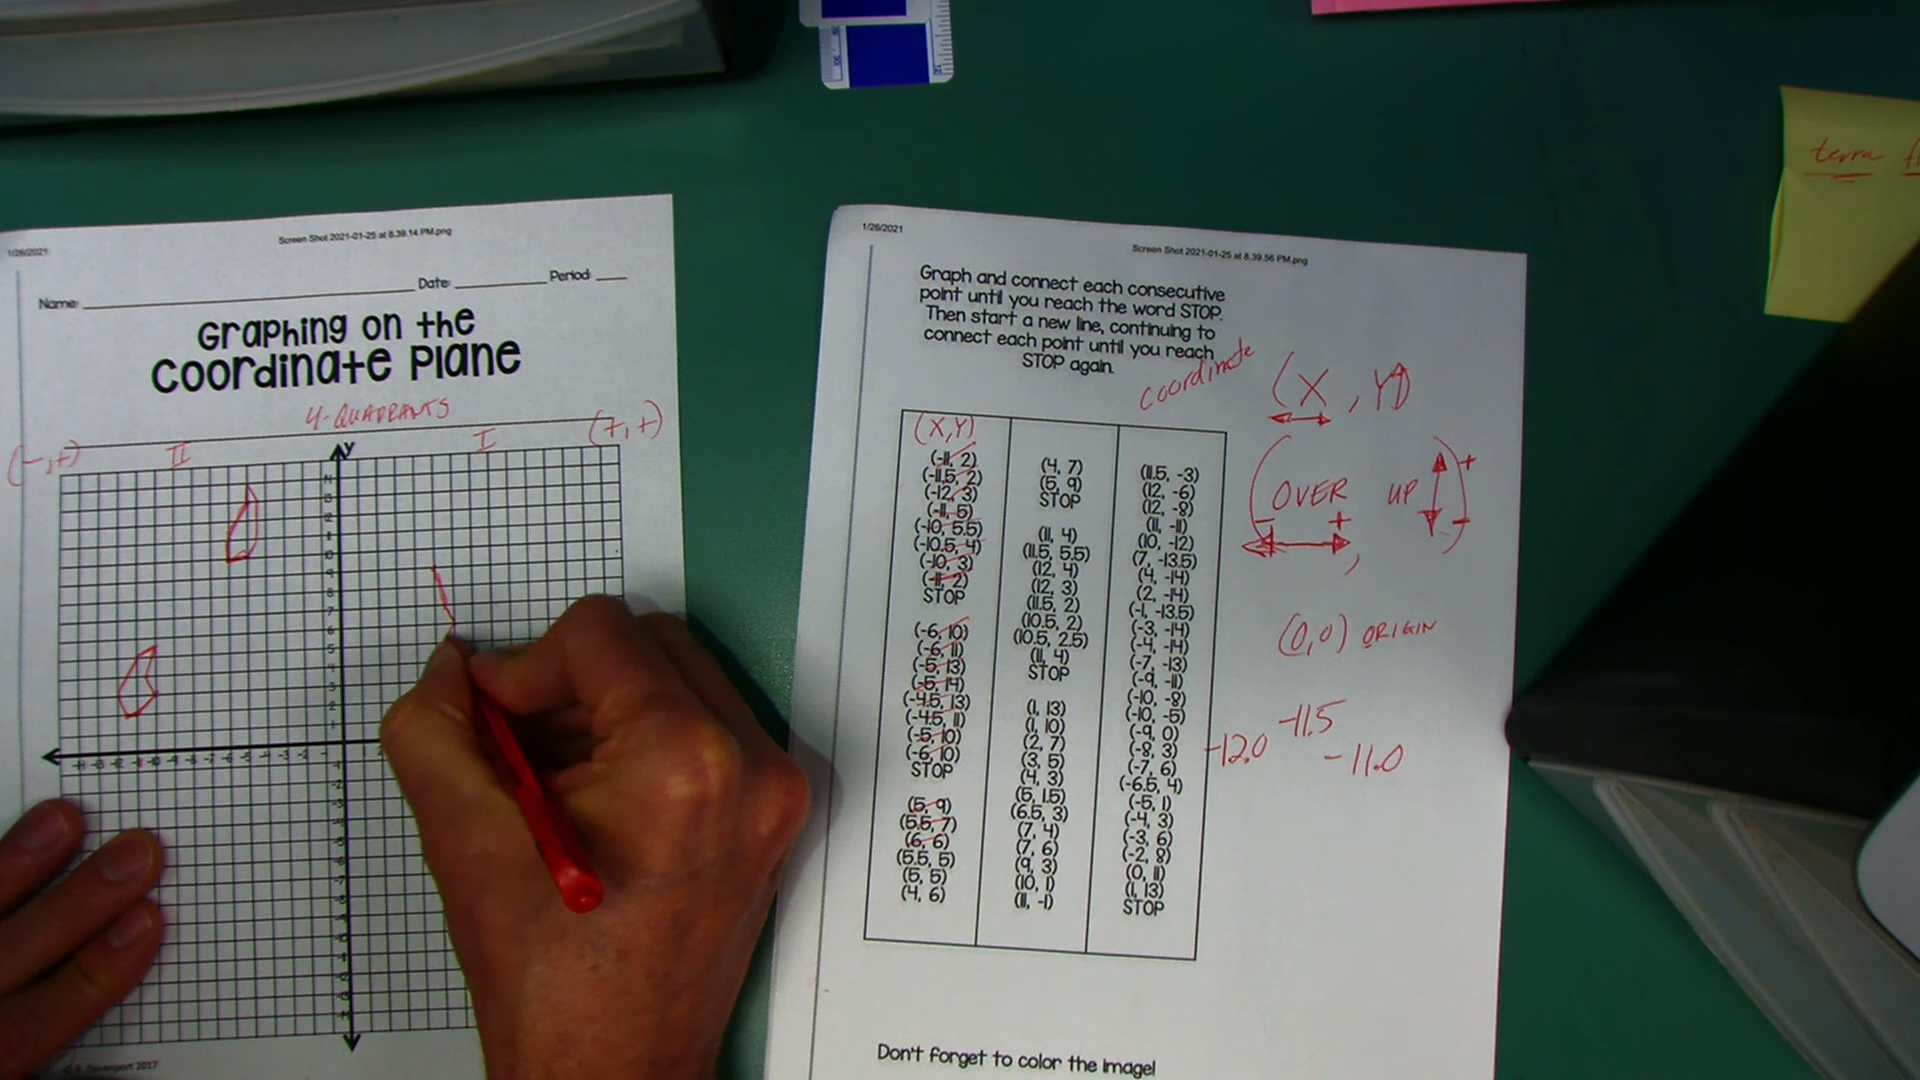 1/26/2021
Screen Shot 2021-01-25 at 8.39.14 PM.png
Name:
Date:
Period:
Graphing on the
Coordinate Plane
4-QUADRANTS
(-,+)
II
I
(+,+)
Y
Davenport 2017
1/26/2021
Screen Shot 2021-01-25 at 8.39.56 PM.png
Graph and connect each consecutive
point until you reach the word STOP.
Then start a new line, continuing to
connect each point until you reach
STOP again.
coordinate
(X, Y)
(X,Y)
(-11, 2)
(-11.5, 2)
(-12, 3)
(-11, 5)
(-10, 5.5)
(-10.5, 4)
(-10, 3)
(-11, 2)
STOP
(-6, 10)
(-6, 11)
(-5, 13)
(-5, 14)
(-4.5, 13)
(-4.5, 11)
(-5, 10)
(-6, 10)
STOP
(5, 9)
(5.5, 7)
(6, 6)
(5.5, 5)
(5, 5)
(4, 6)
(4, 7)
(5, 9)
STOP
(11, 4)
(11.5, 5.5)
(12, 4)
(12, 3)
(11.5, 2)
(10.5, 2)
(10.5, 2.5)
(11, 4)
STOP
(1, 13)
(1, 10)
(2, 7)
(3, 5)
(4, 3)
(5, 1.5)
(6.5, 3)
(7, 4)
(7, 6)
(9, 3)
(10, 1)
(11, -1)
(11.5, -3)
(12, -6)
(12, -8)
(11, -11)
(10, -12)
(7, -13.5)
(4, -14)
(2, -14)
(-1, -13.5)
(-3, -14)
(-4, -14)
(-7, -13)
(-9, -11)
(-10, -8)
(-10, -5)
(-9, 0)
(-8, 3)
(-7, 6)
(-6.5, 4)
(-5, 1)
(-4, 3)
(-3, 6)
(-2, 8)
(0, 11)
(1, 13)
STOP
(OVER UP)
- + , + -
(0,0) ORIGIN
-12.0 -11.5
-11.0
Don't forget to color the image!
terra